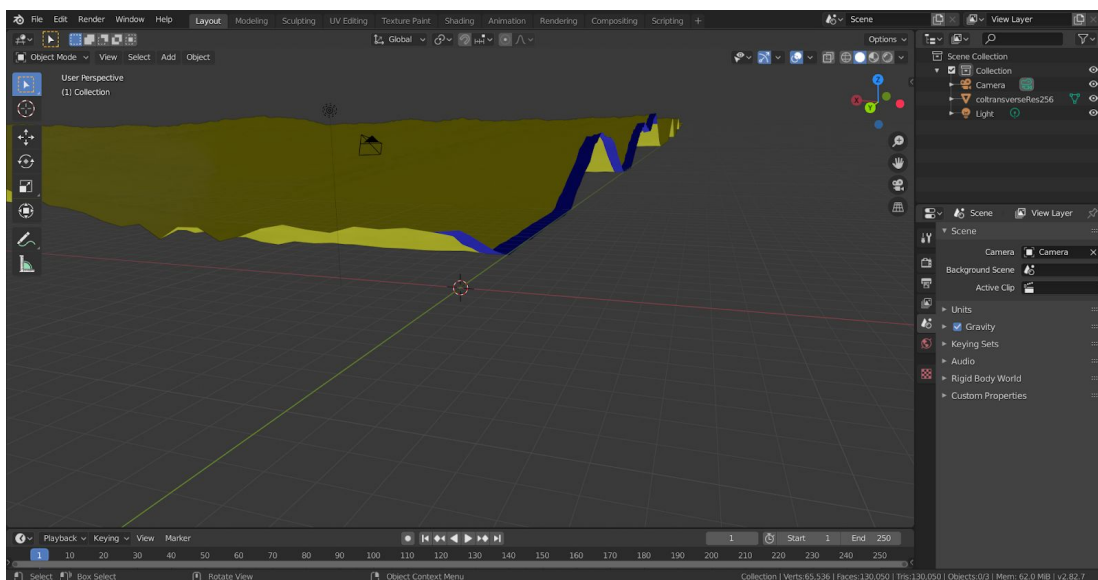 File Edit Render Window Help Layout Modeling Sculpting UV Editing Texture Paint Shading Animation Rendering Compositing Scripting + Scene View Layer
Global Options
Object Mode View Select Add Object
User Perspective
(1) Collection
Z
X
Y
Scene Collection
Collection
Camera
coltransverseRes256
Light
Scene View Layer
Scene
Camera Camera
Background Scene
Active Clip
Units
Gravity
Keying Sets
Audio
Rigid Body World
Custom Properties
Playback Keying View Marker 1 Start 1 End 250
1 10 20 30 40 50 60 70 80 90 100 110 120 130 140 150 160 170 180 190 200 210 220 230 240 250
Select Box Select Rotate View Object Context Menu Collection | Verts:65,536 | Faces:130,050 | Tris:130,050 | Objects:0/3 | Mem: 62.0 MiB | v2.82.7